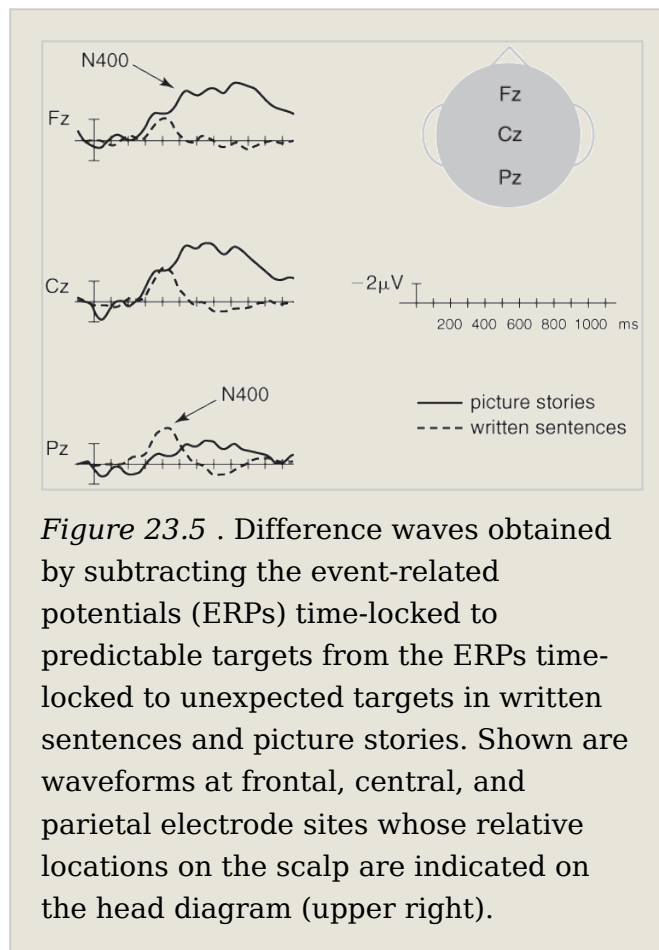 N400
Fz
Fz
Cz
Pz
Cz
−2µV
200 400 600 800 1000 ms
N400
Pz
picture stories
written sentences
Figure 23.5 . Difference waves obtained
by subtracting the event-related
potentials (ERPs) time-locked to
predictable targets from the ERPs time-
locked to unexpected targets in written
sentences and picture stories. Shown are
waveforms at frontal, central, and
parietal electrode sites whose relative
locations on the scalp are indicated on
the head diagram (upper right).